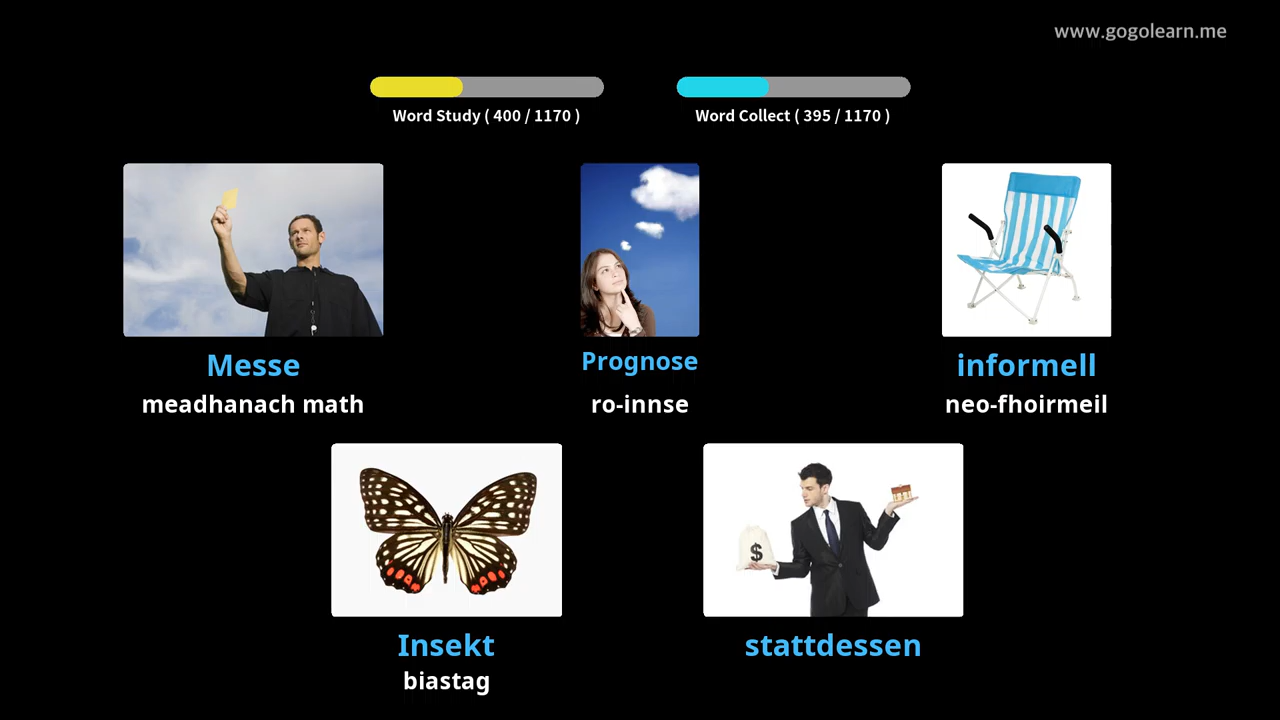 www.gogolearn.me
Word Study ( 400 / 1170 )
Word Collect ( 395 / 1170 )
Messe
meadhanach math
Prognose
ro-innse
informell
neo-fhoirmeil
$
Insekt
biastag
stattdessen